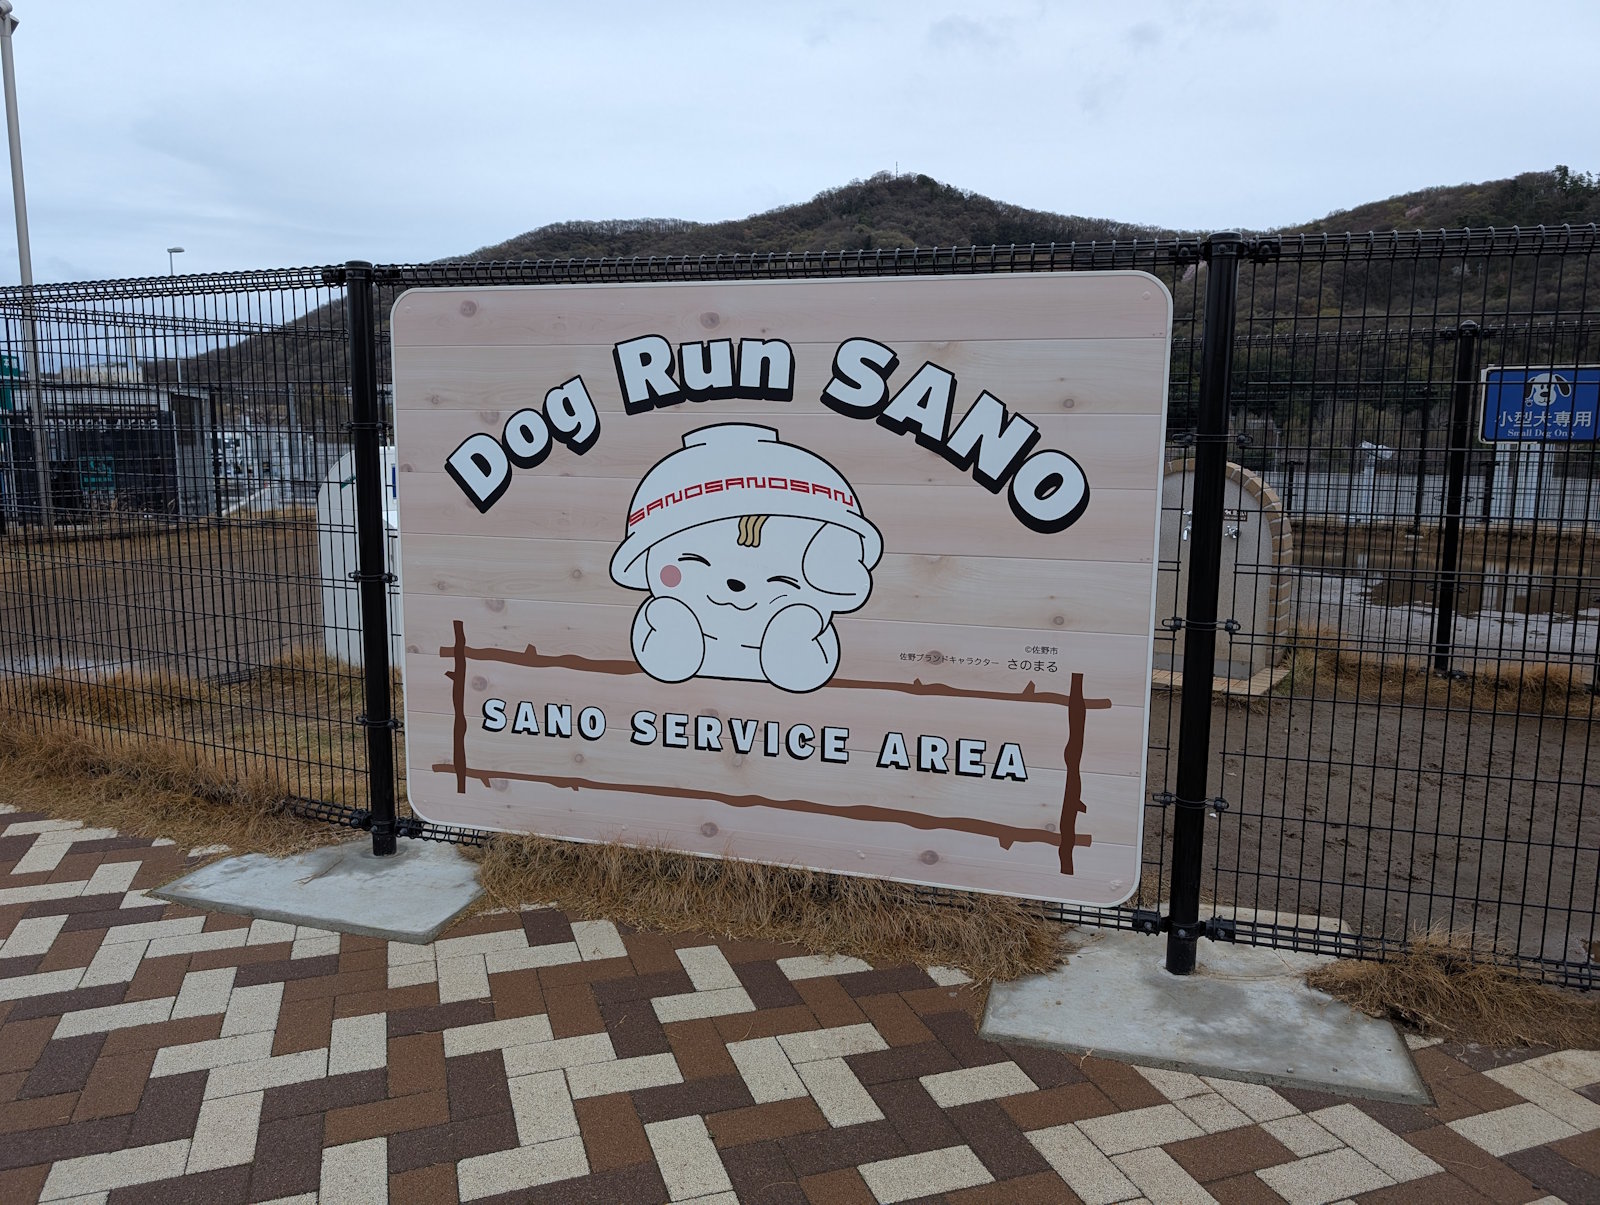 Dog Run SANO
SANOSANOSAN
©佐野市
佐野ブランドキャラクター さのまる
SANO SERVICE AREA
小型犬専用
Small Dog Only